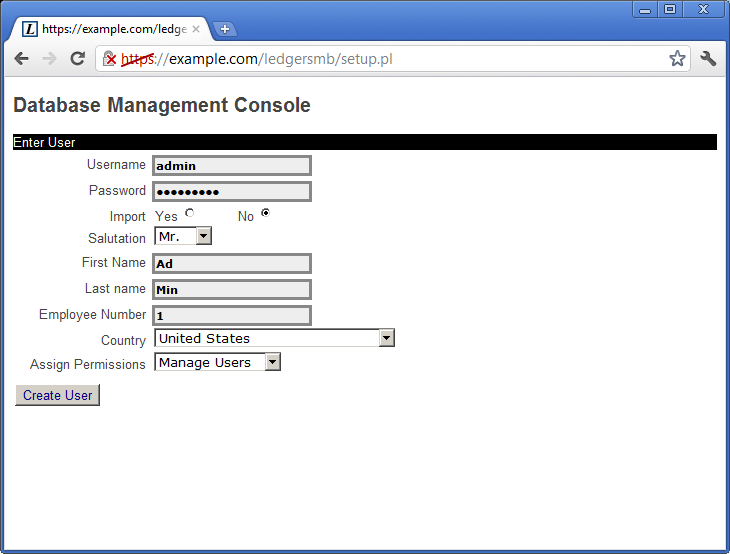 L https://example.com/ledge
https://example.com/ledgersmb/setup.pl
Database Management Console
Enter User
Username admin
Password •••••••••
Import Yes No
Salutation Mr.
First Name Ad
Last name Min
Employee Number 1
Country United States
Assign Permissions Manage Users
Create User